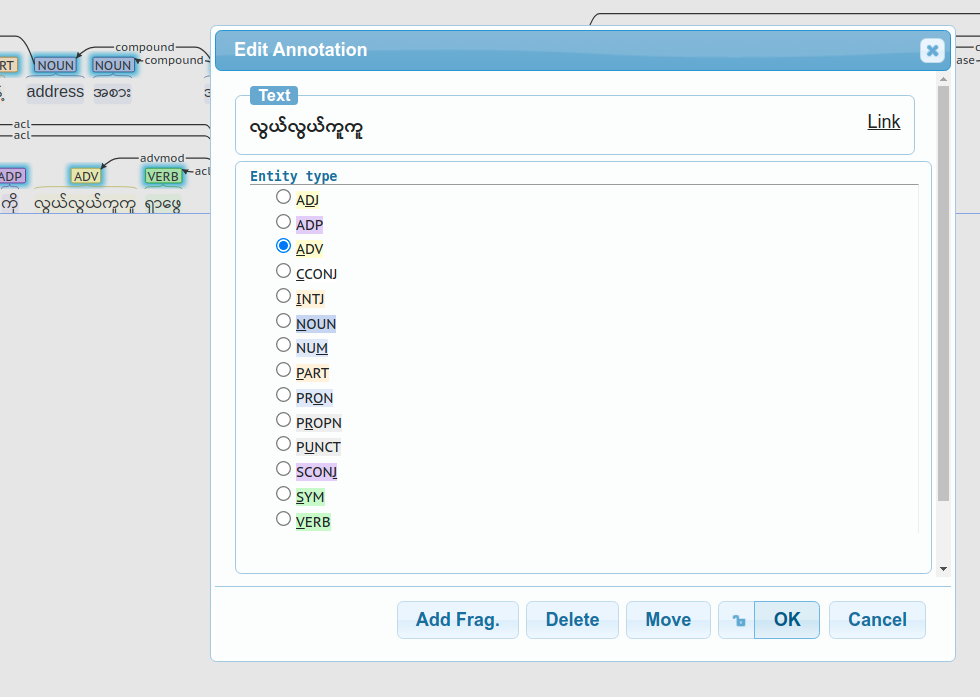 Edit Annotation
compound
RT NOUN NOUN compound
address အစား
acl
acl
advmod
ADP ADV VERB acl
ကို လွယ်လွယ်ကူကူ ရှာဖွေ
Text
လွယ်လွယ်ကူကူ
Link
Entity type
ADJ
ADP
ADV
CCONJ
INTJ
NOUN
NUM
PART
PRON
PROPN
PUNCT
SCONJ
SYM
VERB
Add Frag. Delete Move OK Cancel